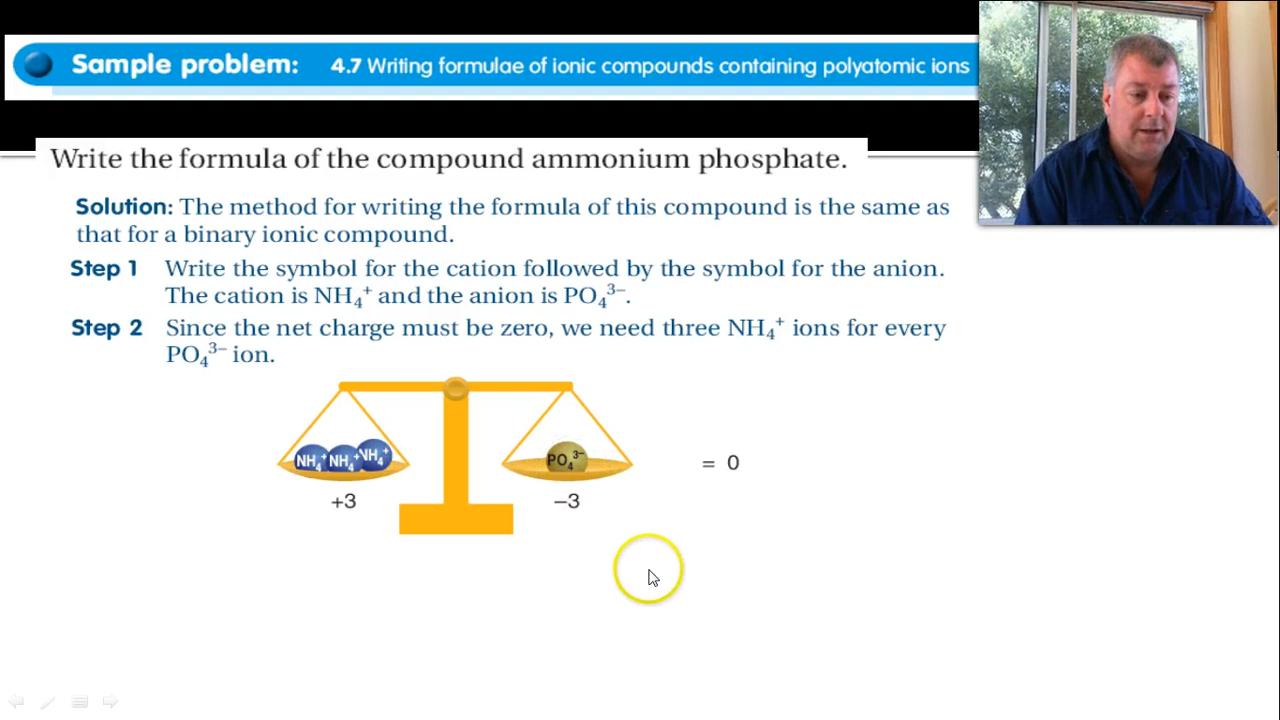 Sample problem: 4.7 Writing formulae of ionic compounds containing polyatomic ions
Write the formula of the compound ammonium phosphate.
Solution: The method for writing the formula of this compound is the same as
that for a binary ionic compound.
Step 1 Write the symbol for the cation followed by the symbol for the anion.
The cation is NH₄⁺ and the anion is PO₄³⁻.
Step 2 Since the net charge must be zero, we need three NH₄⁺ ions for every
PO₄³⁻ ion.
NH₄⁺ NH₄⁺ NH₄⁺ PO₄³⁻ = 0
+3 −3